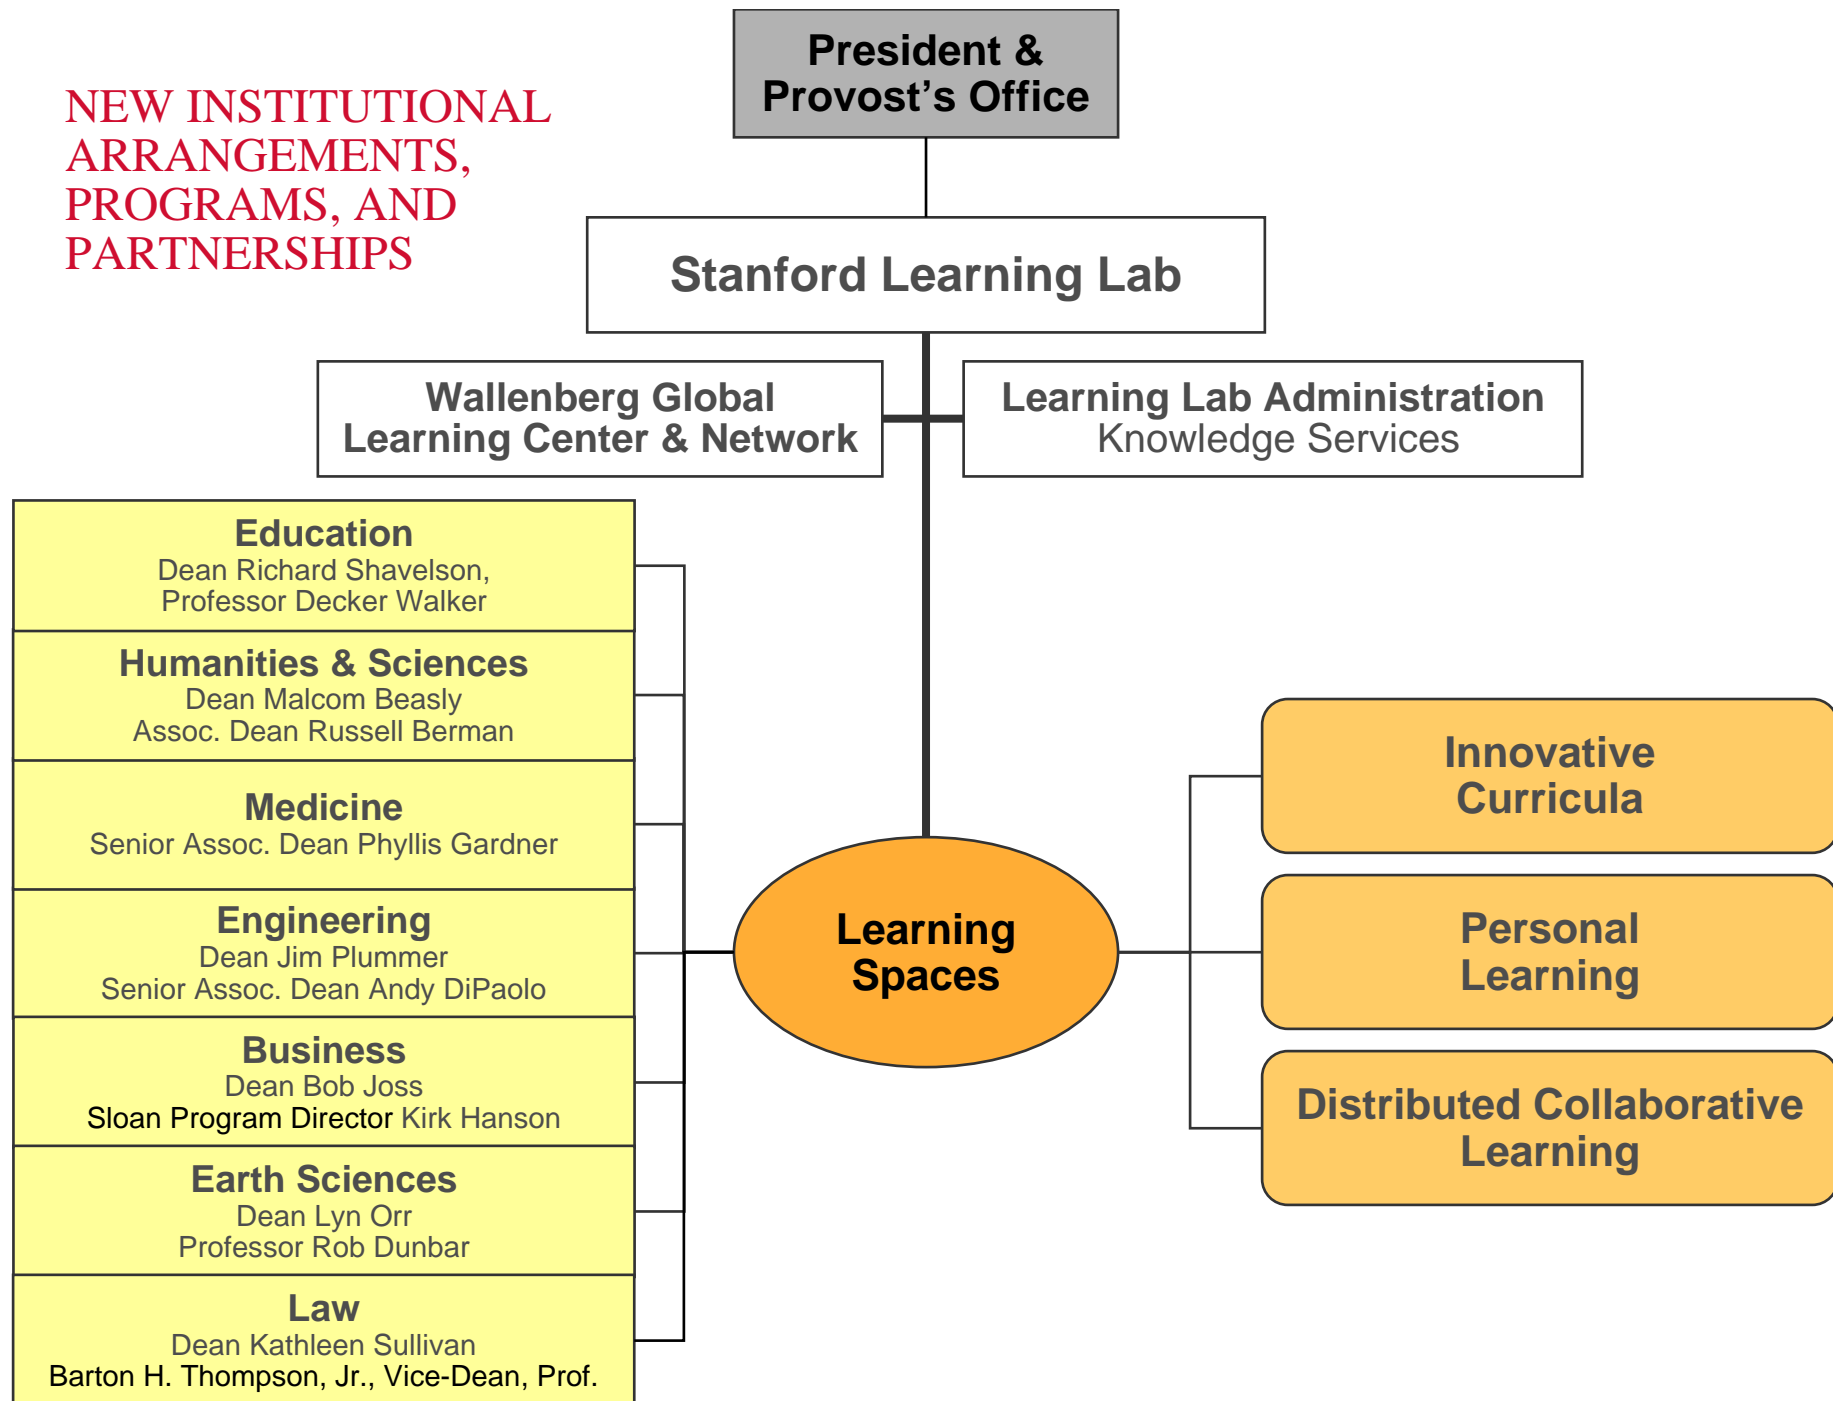 NEW INSTITUTIONAL
ARRANGEMENTS,
PROGRAMS, AND
PARTNERSHIPS
President &
Provost’s Office
Stanford Learning Lab
Wallenberg Global
Learning Center & Network
Learning Lab Administration
Knowledge Services
Education
Dean Richard Shavelson,
Professor Decker Walker
Humanities & Sciences
Dean Malcom Beasly
Assoc. Dean Russell Berman
Medicine
Senior Assoc. Dean Phyllis Gardner
Engineering
Dean Jim Plummer
Senior Assoc. Dean Andy DiPaolo
Business
Dean Bob Joss
Sloan Program Director Kirk Hanson
Earth Sciences
Dean Lyn Orr
Professor Rob Dunbar
Law
Dean Kathleen Sullivan
Barton H. Thompson, Jr., Vice-Dean, Prof.
Learning
Spaces
Innovative
Curricula
Personal
Learning
Distributed Collaborative
Learning